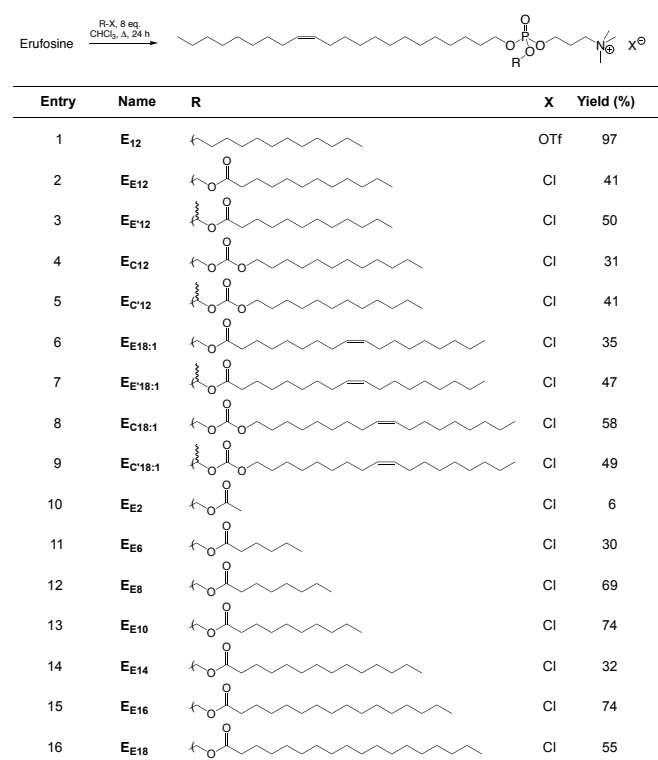 Erufosine
R-X, 8 eq.
CHCl3, Δ, 24 h
O
O P O N⊕ X⊖
O
R
Entry Name R X Yield (%)
1 E12 OTf 97
2 EE12 O O Cl 41
3 EE'12 O O Cl 50
4 EC12 O O O Cl 31
5 EC'12 O O O Cl 41
6 EE18:1 O O Cl 35
7 EE'18:1 O O Cl 47
8 EC18:1 O O O Cl 58
9 EC'18:1 O O O Cl 49
10 EE2 O O Cl 6
11 EE6 O O Cl 30
12 EE8 O O Cl 69
13 EE10 O O Cl 74
14 EE14 O O Cl 32
15 EE16 O O Cl 74
16 EE18 O O Cl 55